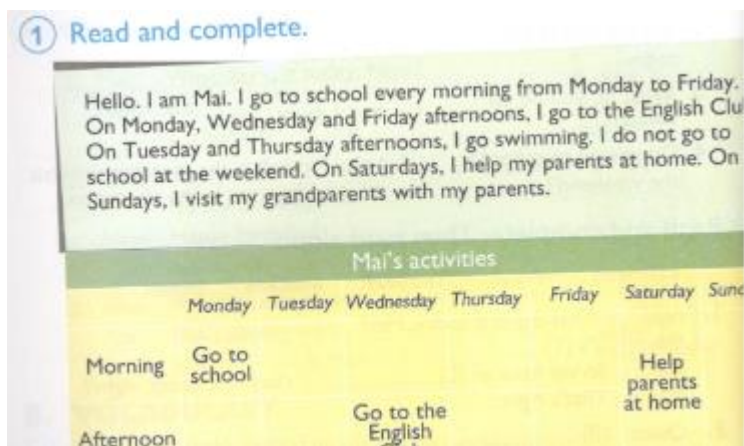 1 Read and complete.
Hello. I am Mai. I go to school every morning from Monday to Friday.
On Monday, Wednesday and Friday afternoons, I go to the English Clu
On Tuesday and Thursday afternoons, I go swimming. I do not go to
school at the weekend. On Saturdays, I help my parents at home. On
Sundays, I visit my grandparents with my parents.
Mai's activities
Monday Tuesday Wednesday Thursday Friday Saturday Sund
Morning
Go to
school
Help
parents
at home
Afternoon
Go to the
English